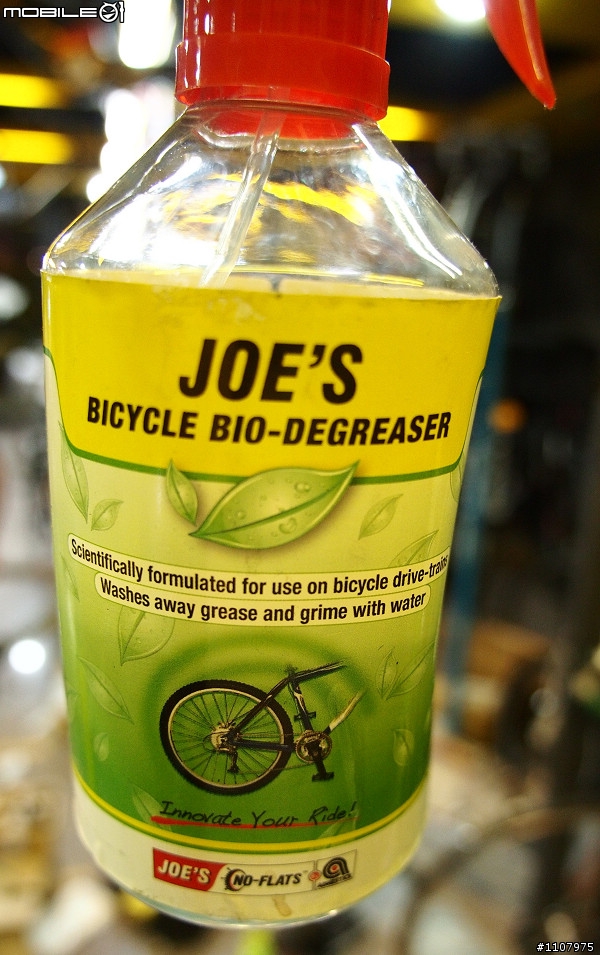 MOBILE01
JOE'S
BICYCLE BIO-DEGREASER
Scientifically formulated for use on bicycle drive-trains
Washes away grease and grime with water
Innovate Your Ride!
JOE'S NO-FLATS
#1107975